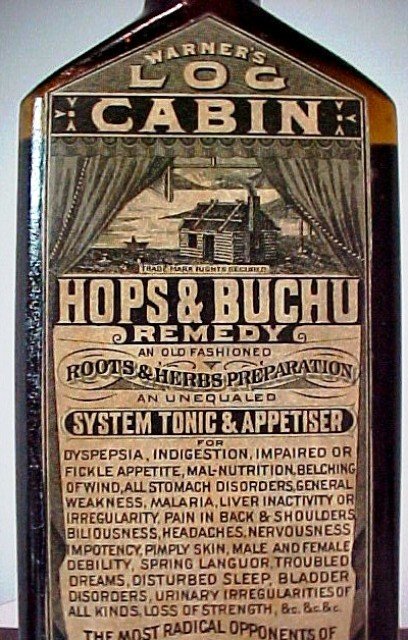 WARNER'S
LOG
CABIN
TRADE MARK RIGHTS SECURED
HOPS & BUCHU
REMEDY
AN OLD FASHIONED
ROOTS & HERBS PREPARATION
AN UNEQUALED
SYSTEM TONIC & APPETISER
FOR
DYSPEPSIA, INDIGESTION, IMPAIRED OR
FICKLE APPETITE, MAL-NUTRITION, BELCHING
OF WIND, ALL STOMACH DISORDERS, GENERAL
WEAKNESS, MALARIA, LIVER INACTIVITY OR
IRREGULARITY, PAIN IN BACK & SHOULDERS
BILIOUSNESS, HEADACHES, NERVOUSNESS
IMPOTENCY, PIMPLY SKIN, MALE AND FEMALE
DEBILITY, SPRING LANGUOR, TROUBLED
DREAMS, DISTURBED SLEEP, BLADDER
DISORDERS, URINARY IRREGULARITIES OF
ALL KINDS, LOSS OF STRENGTH, &c. &c. &c.
THE MOST RADICAL OPPONENTS OF